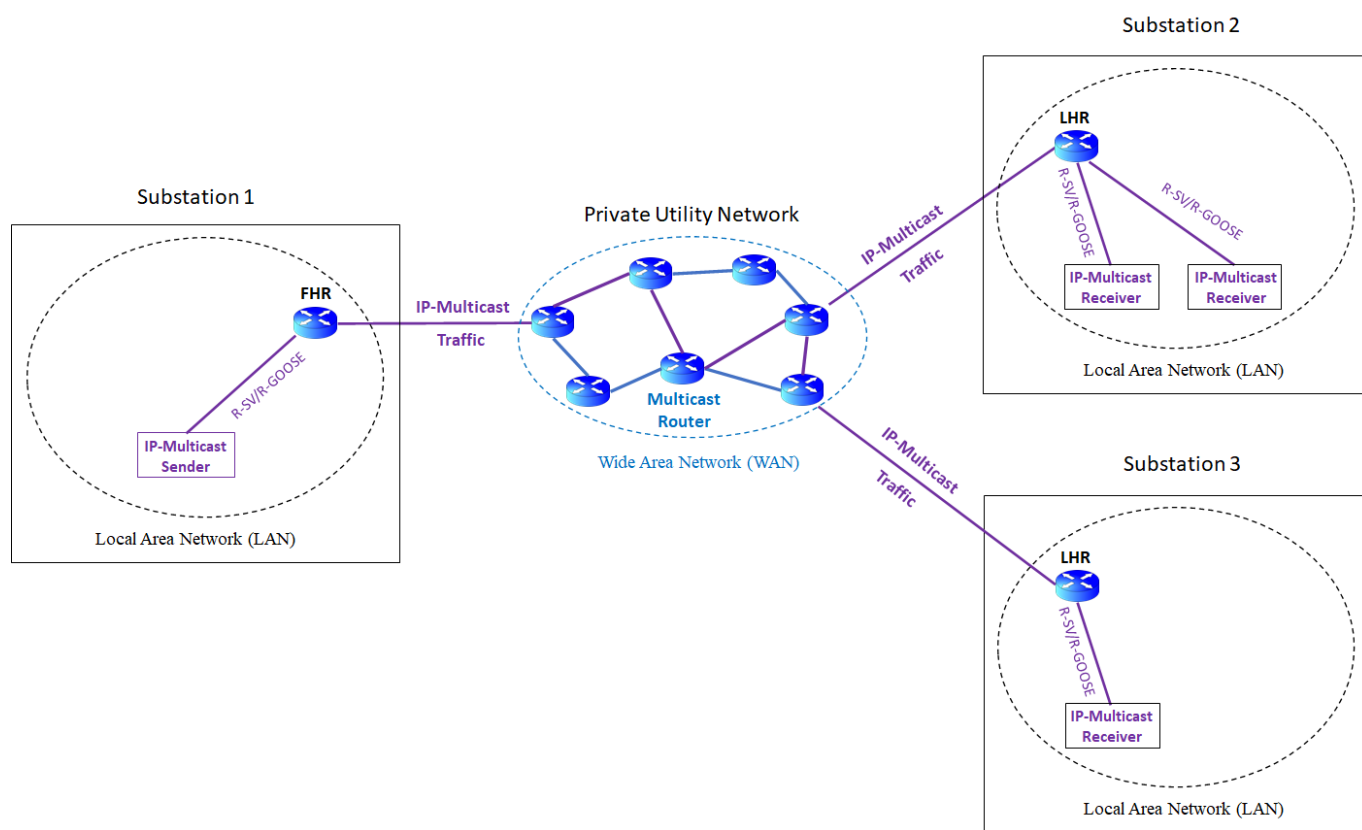 Substation 1
FHR
R-SV/R-GOOSE
IP-Multicast
Sender
Local Area Network (LAN)
IP-Multicast
Traffic
Private Utility Network
Multicast
Router
Wide Area Network (WAN)
IP-Multicast
Traffic
IP-Multicast
Traffic
Substation 2
LHR
R-SV/R-GOOSE
R-SV/R-GOOSE
IP-Multicast
Receiver
IP-Multicast
Receiver
Local Area Network (LAN)
Substation 3
LHR
R-SV/R-GOOSE
IP-Multicast
Receiver
Local Area Network (LAN)